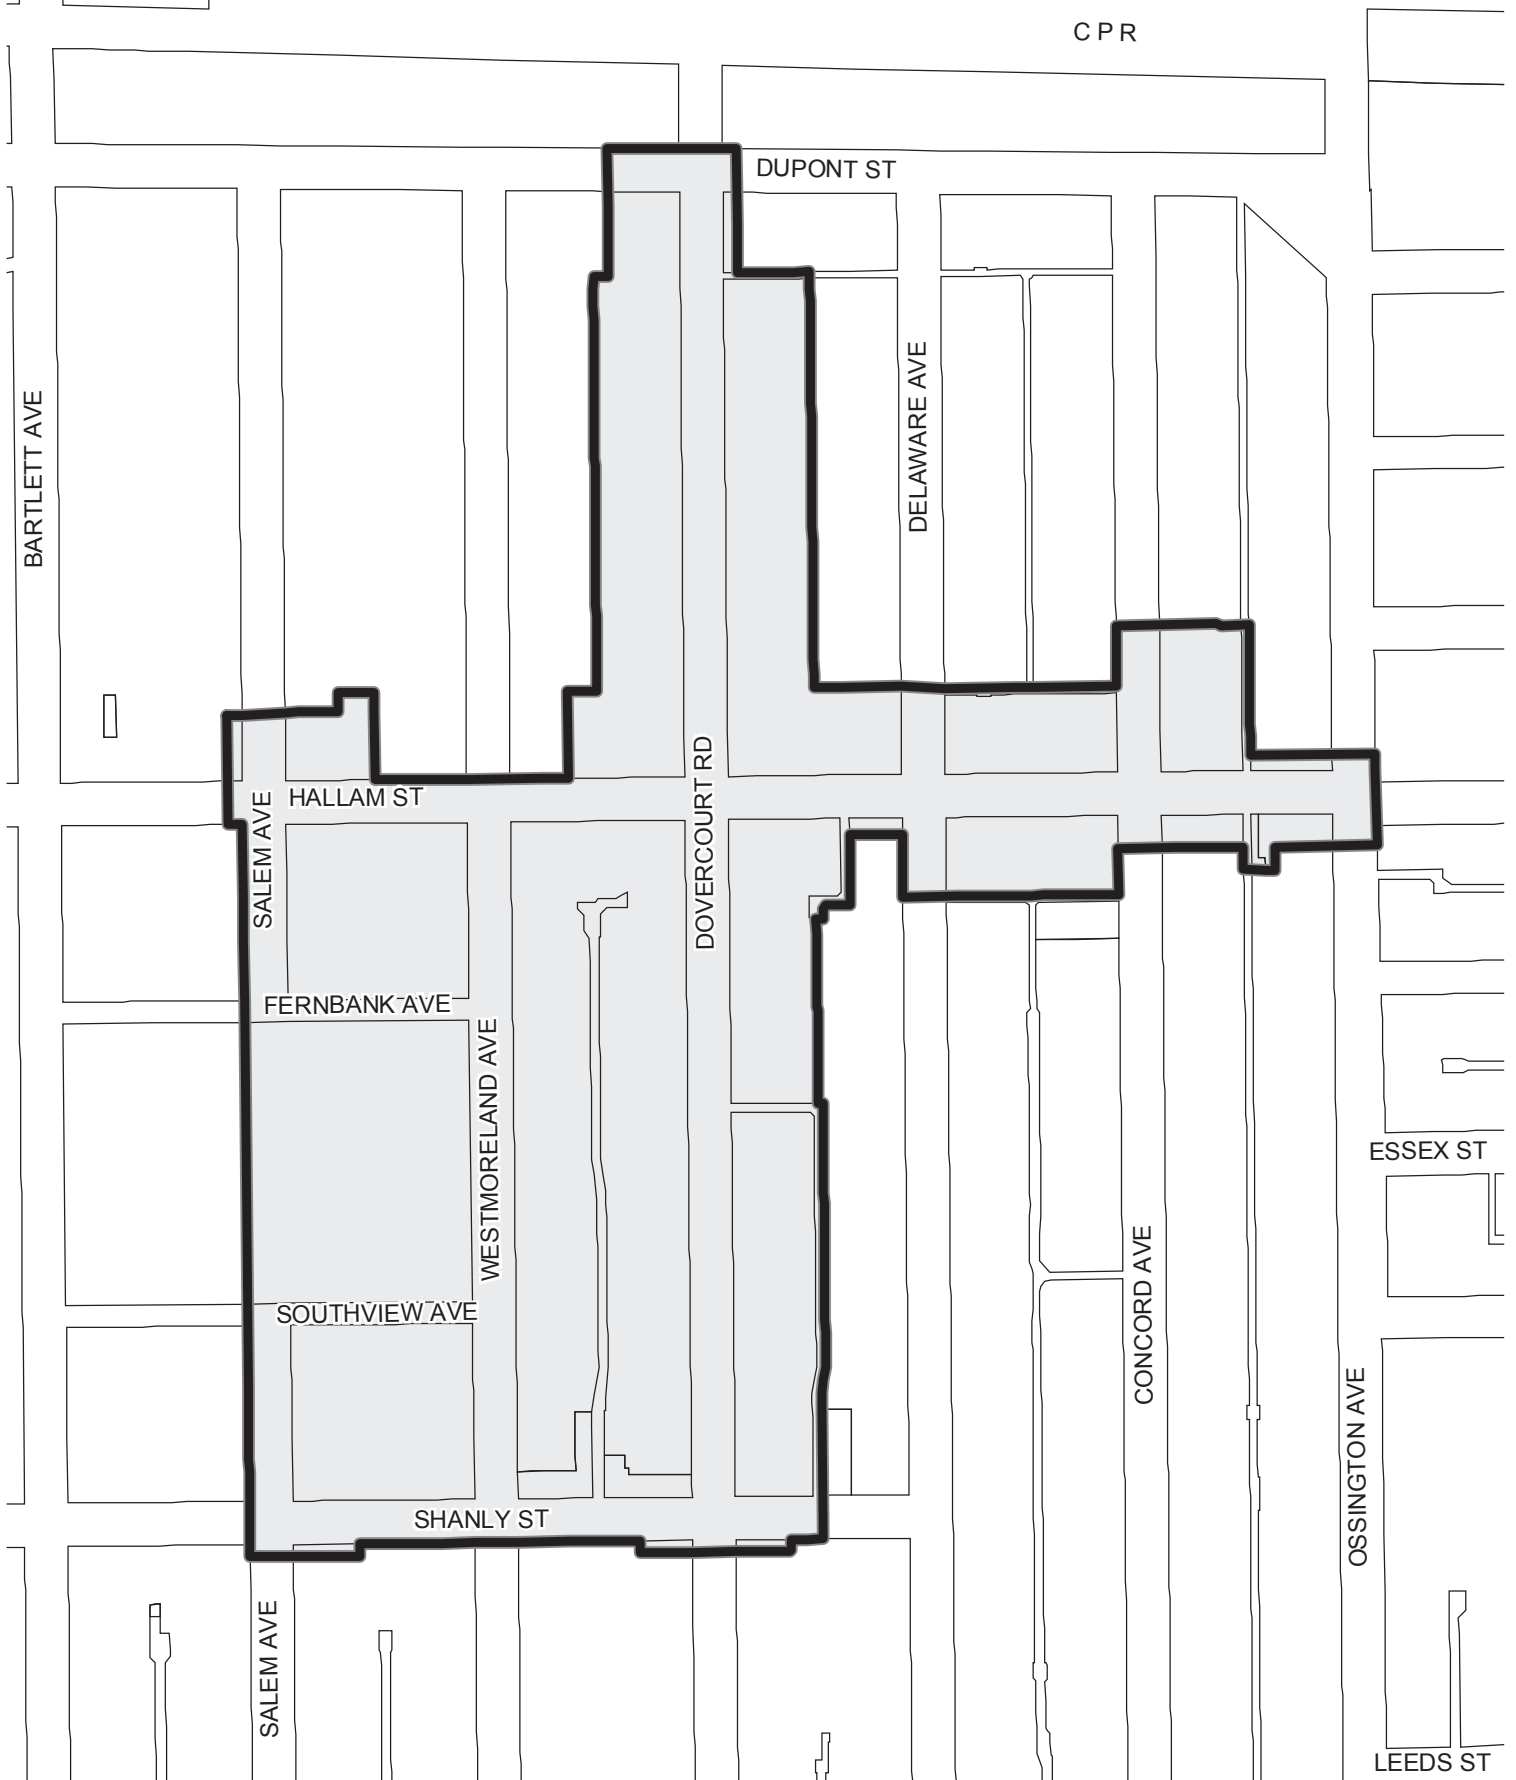 CPR
DUPONT ST
BARTLETT AVE
DELAWARE AVE
HALLAM ST
SALEM AVE
DOVERCOURT RD
FERNBANK AVE
WESTMORELAND AVE
ESSEX ST
SOUTHVIEW AVE
CONCORD AVE
OSSINGTON AVE
SHANLY ST
SALEM AVE
LEEDS ST